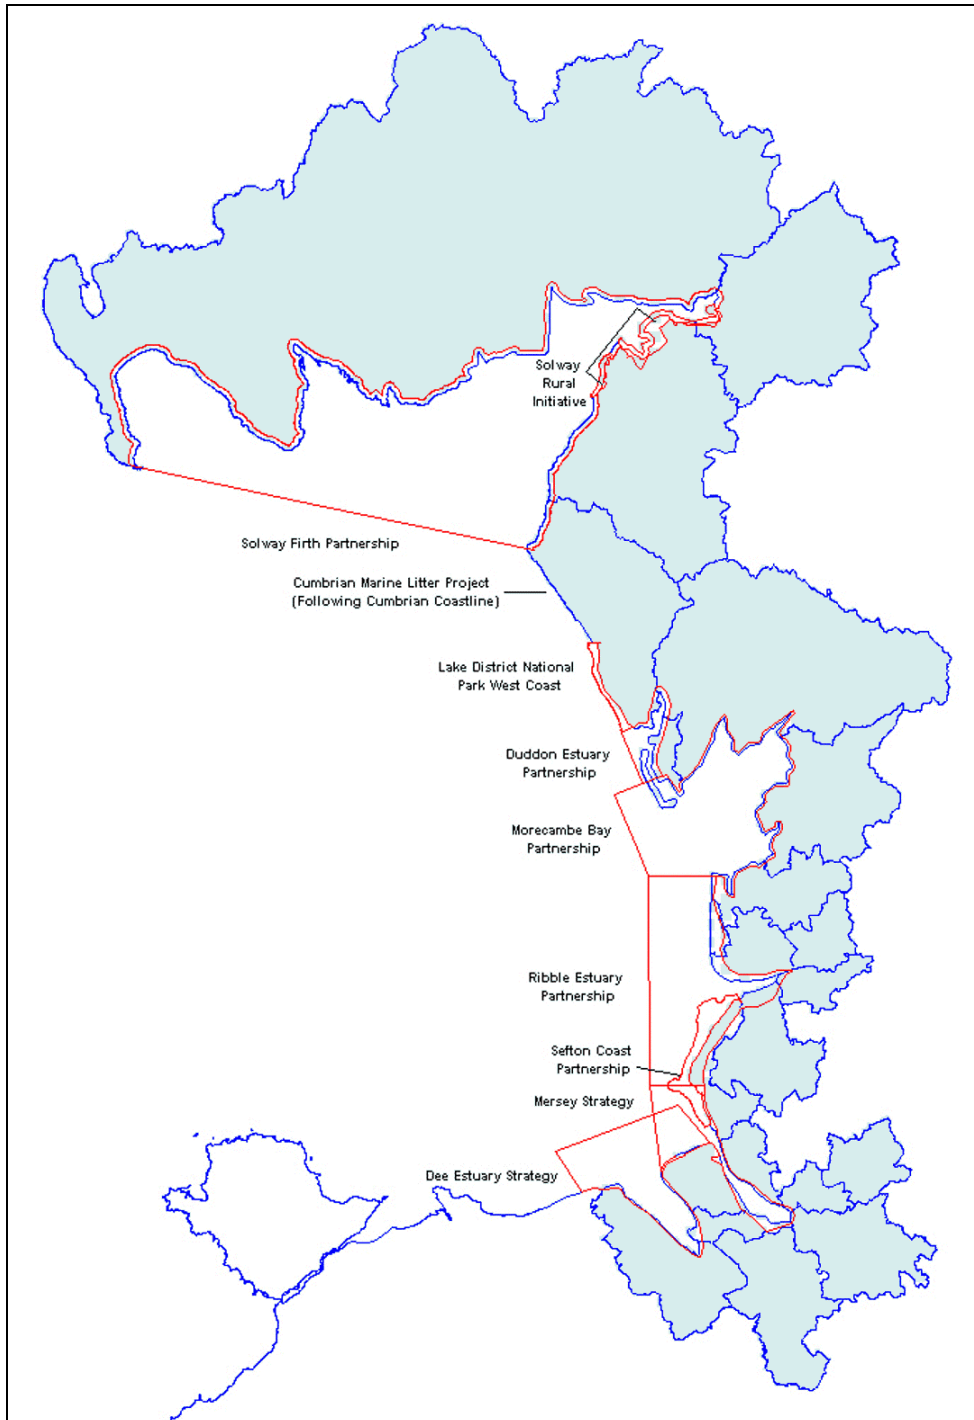 Solway
Rural
Initiative
Solway Firth Partnership
Cumbrian Marine Litter Project
(Following Cumbrian Coastline)
Lake District National
Park West Coast
Duddon Estuary
Partnership
Morecambe Bay
Partnership
Ribble Estuary
Partnership
Sefton Coast
Partnership
Mersey Strategy
Dee Estuary Strategy